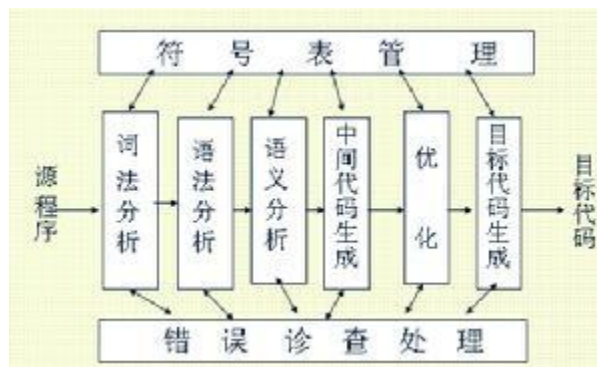 符号表管理
源程序
词法分析
语法分析
语义分析
中间代码生成
优化
目标代码生成
目标代码
错误诊查处理